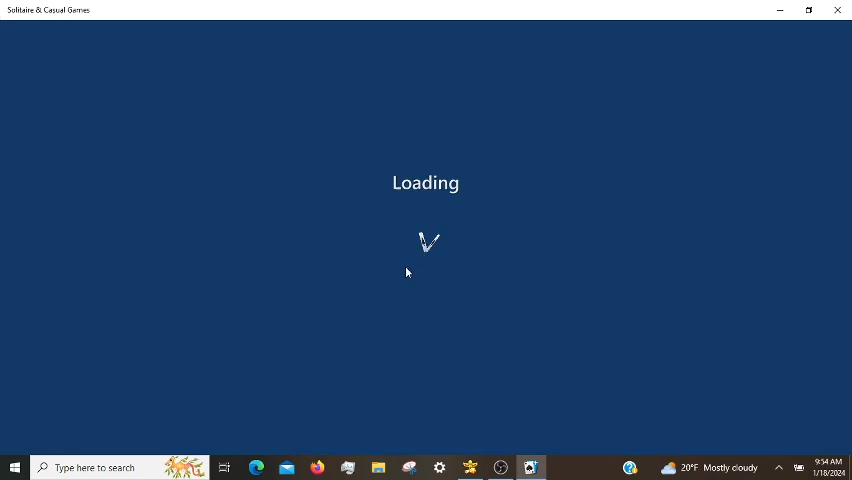 Solitaire & Casual Games
Loading
Type here to search
20°F Mostly cloudy
9:54 AM
1/18/2024